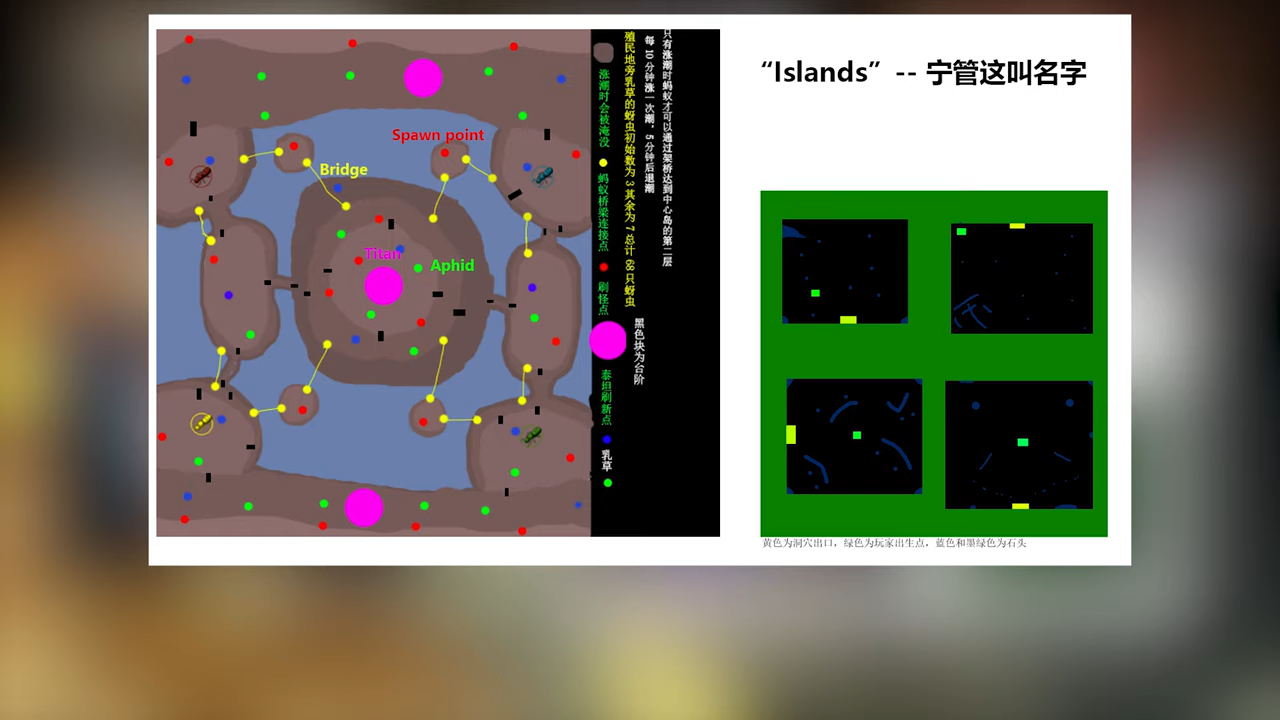 “Islands” -- 宁管这叫名字
Spawn point
Bridge
Titan
Aphid
只有涨潮时蚂蚁才可以通过架桥达到中心岛的第二层
每 10 分钟涨一次潮，5 分钟后退潮
殖民地旁乳草的蚜虫初始数为 3 其余为 7 总计 68 只蚜虫
黑色块为台阶
涨潮时会被淹没
蚂蚁桥梁连接点
刷怪点
泰坦刷新点
乳草
黄色为洞穴出口，绿色为玩家出生点，蓝色和墨绿色为石头